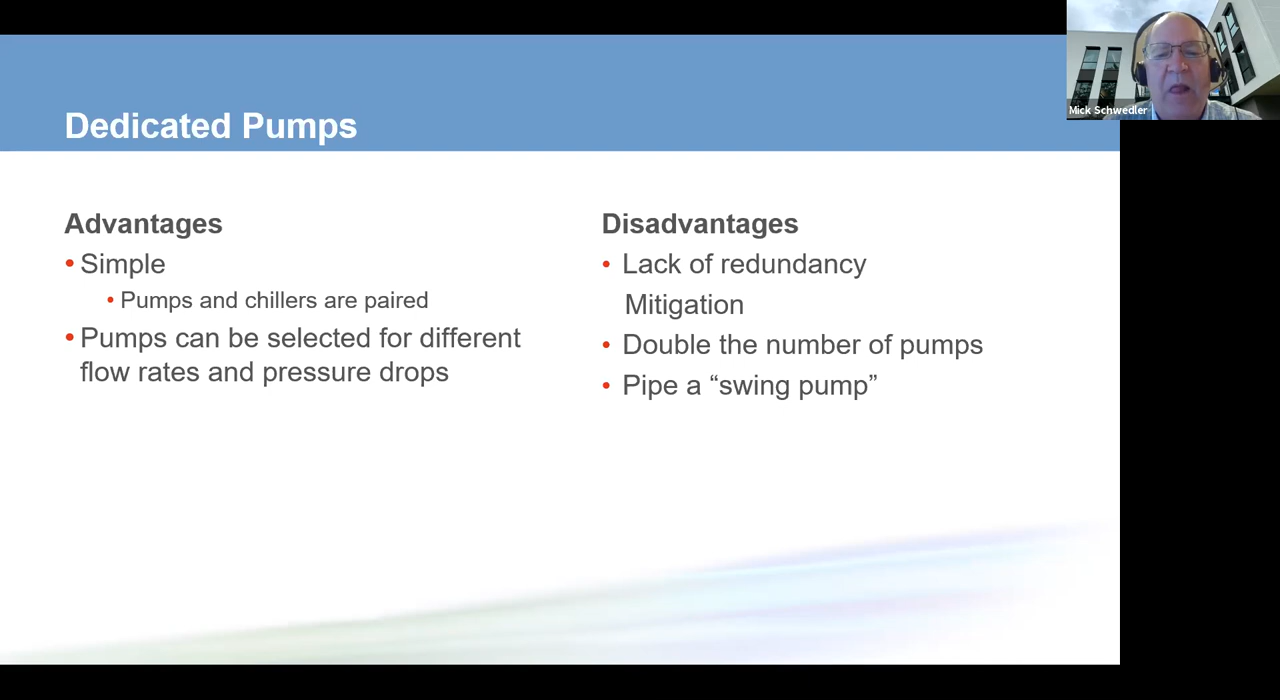 Mick Schwedler
Dedicated Pumps
Advantages
• Simple
• Pumps and chillers are paired
• Pumps can be selected for different
flow rates and pressure drops
Disadvantages
• Lack of redundancy
Mitigation
• Double the number of pumps
• Pipe a “swing pump”